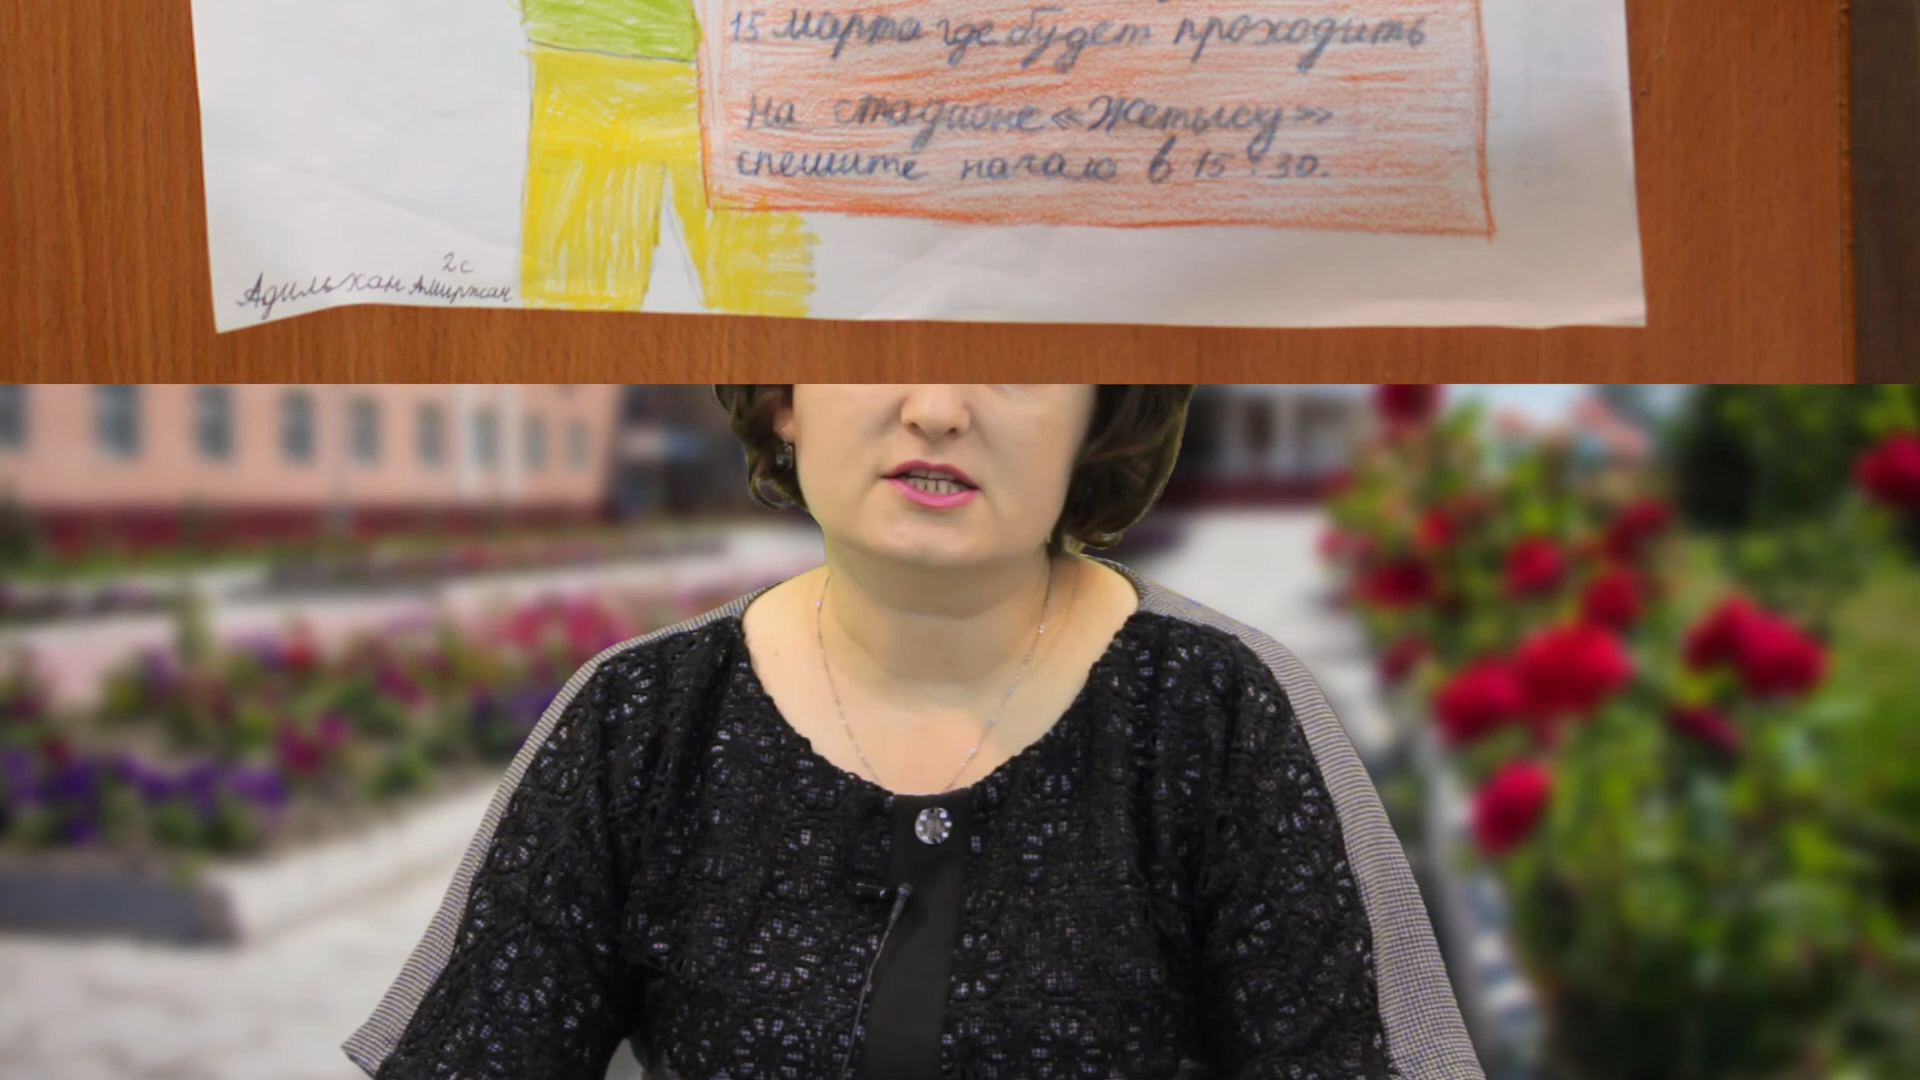 15 марта где будет проходить
на стадионе «Жетысу»
спешите начало в 15:30.
2с
Адильхан Амиржан